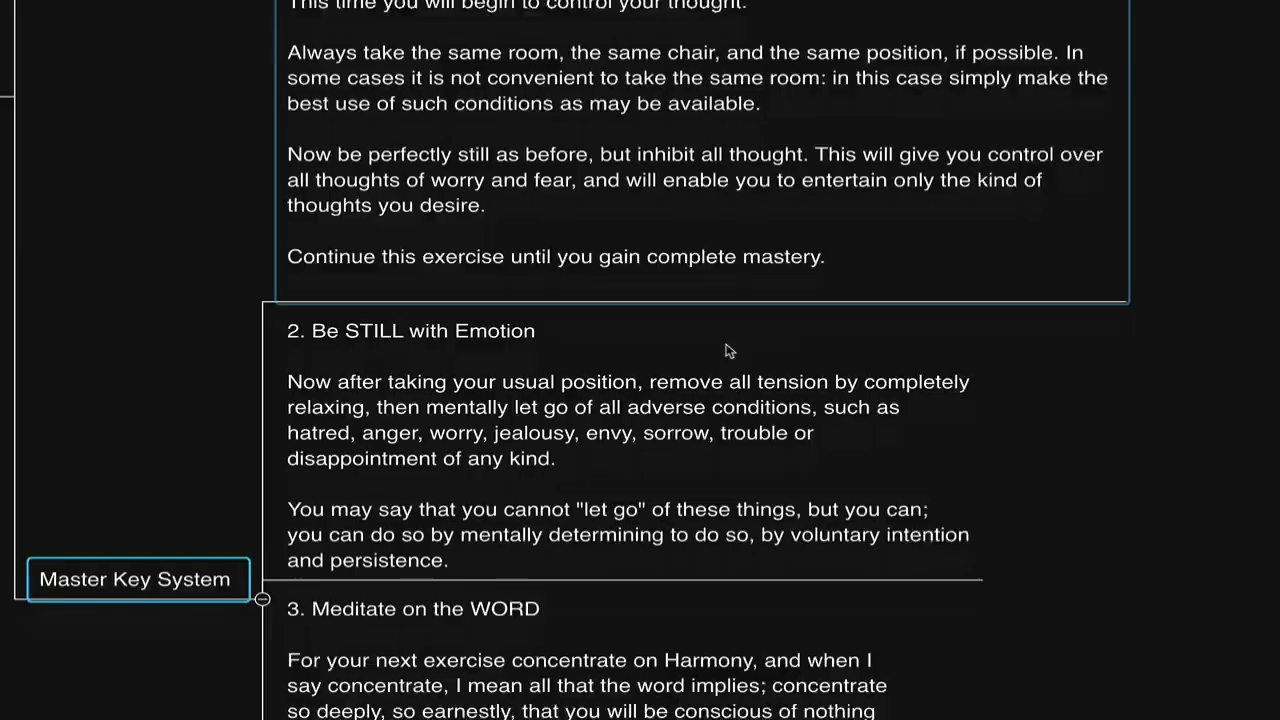 This time you will begin to control your thought.
Always take the same room, the same chair, and the same position, if possible. In
some cases it is not convenient to take the same room: in this case simply make the
best use of such conditions as may be available.
Now be perfectly still as before, but inhibit all thought. This will give you control over
all thoughts of worry and fear, and will enable you to entertain only the kind of
thoughts you desire.
Continue this exercise until you gain complete mastery.
2. Be STILL with Emotion
Now after taking your usual position, remove all tension by completely
relaxing, then mentally let go of all adverse conditions, such as
hatred, anger, worry, jealousy, envy, sorrow, trouble or
disappointment of any kind.
You may say that you cannot "let go" of these things, but you can;
you can do so by mentally determining to do so, by voluntary intention
and persistence.
Master Key System
3. Meditate on the WORD
For your next exercise concentrate on Harmony, and when I
say concentrate, I mean all that the word implies; concentrate
so deeply, so earnestly, that you will be conscious of nothing